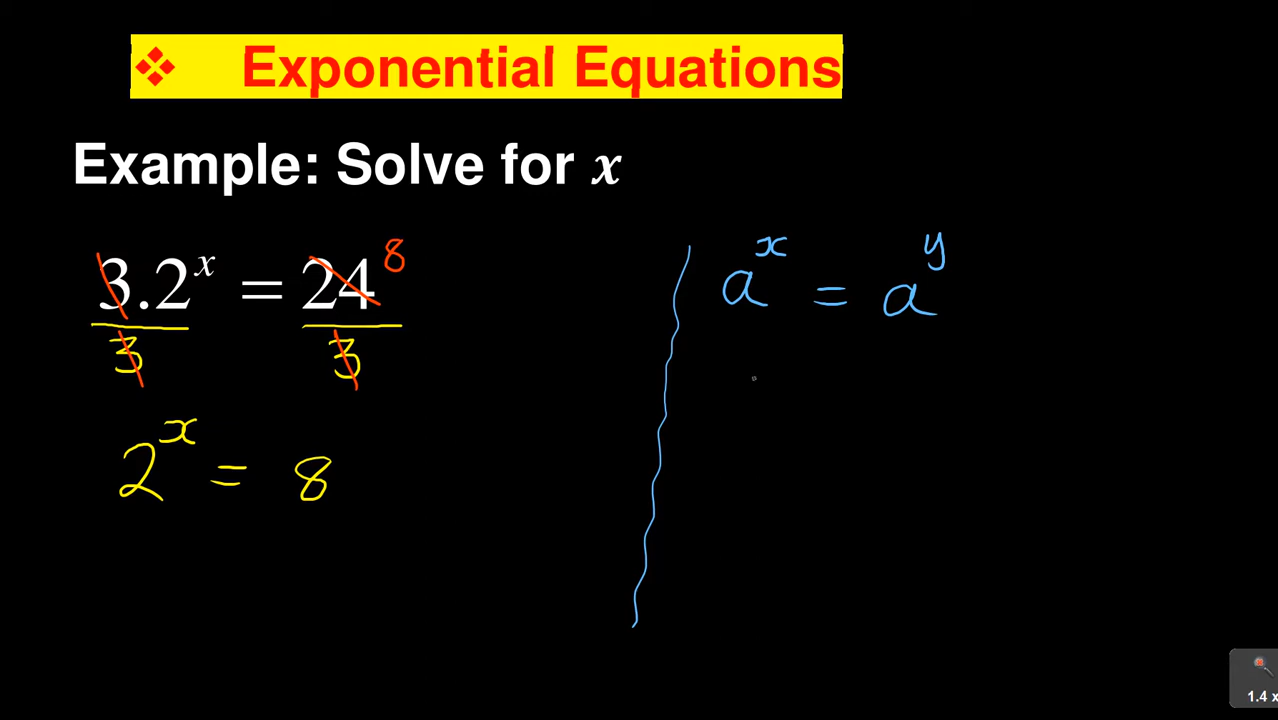 ❖ Exponential Equations
Example: Solve for x
3.2^x = 24 8
3 3
2^x = 8
a^x = a^y
1.4 x